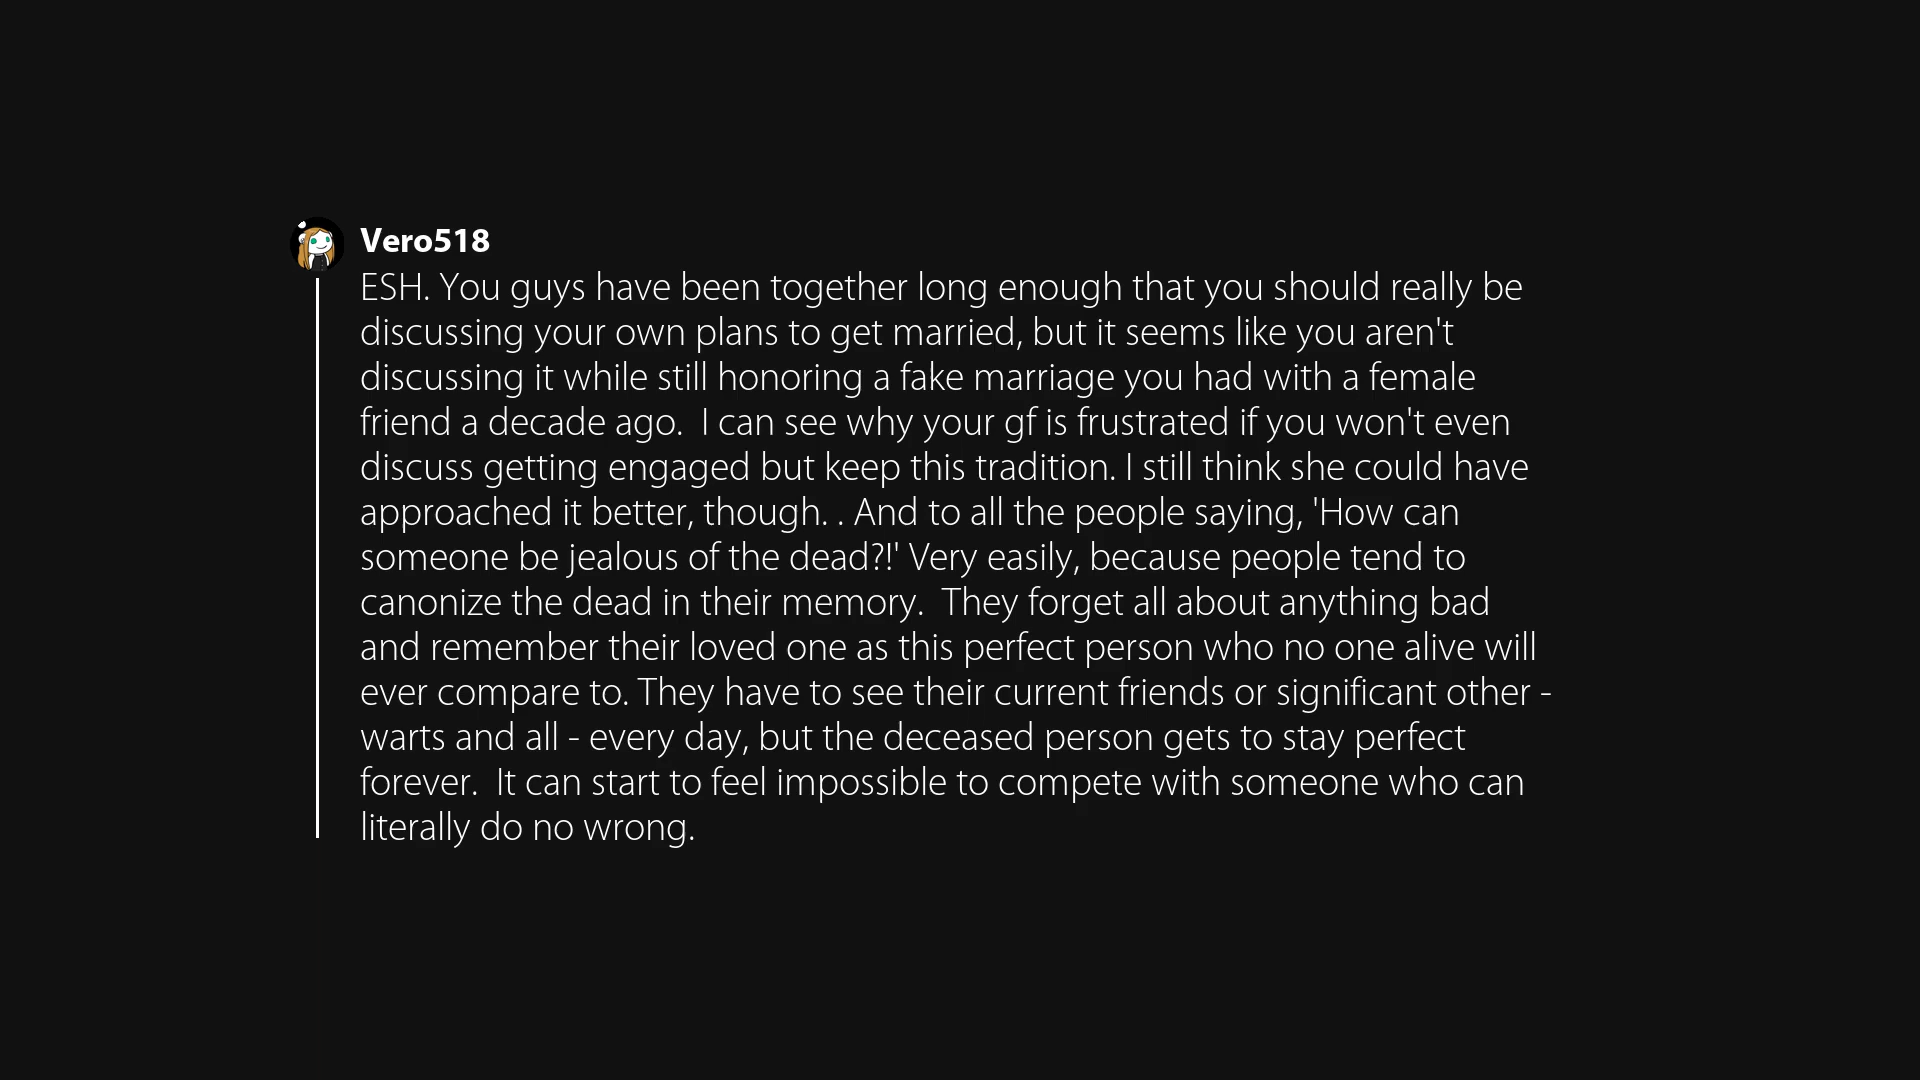 Vero518
ESH. You guys have been together long enough that you should really be
discussing your own plans to get married, but it seems like you aren't
discussing it while still honoring a fake marriage you had with a female
friend a decade ago.  I can see why your gf is frustrated if you won't even
discuss getting engaged but keep this tradition. I still think she could have
approached it better, though. . And to all the people saying, 'How can
someone be jealous of the dead?!' Very easily, because people tend to
canonize the dead in their memory.  They forget all about anything bad
and remember their loved one as this perfect person who no one alive will
ever compare to. They have to see their current friends or significant other -
warts and all - every day, but the deceased person gets to stay perfect
forever.  It can start to feel impossible to compete with someone who can
literally do no wrong.